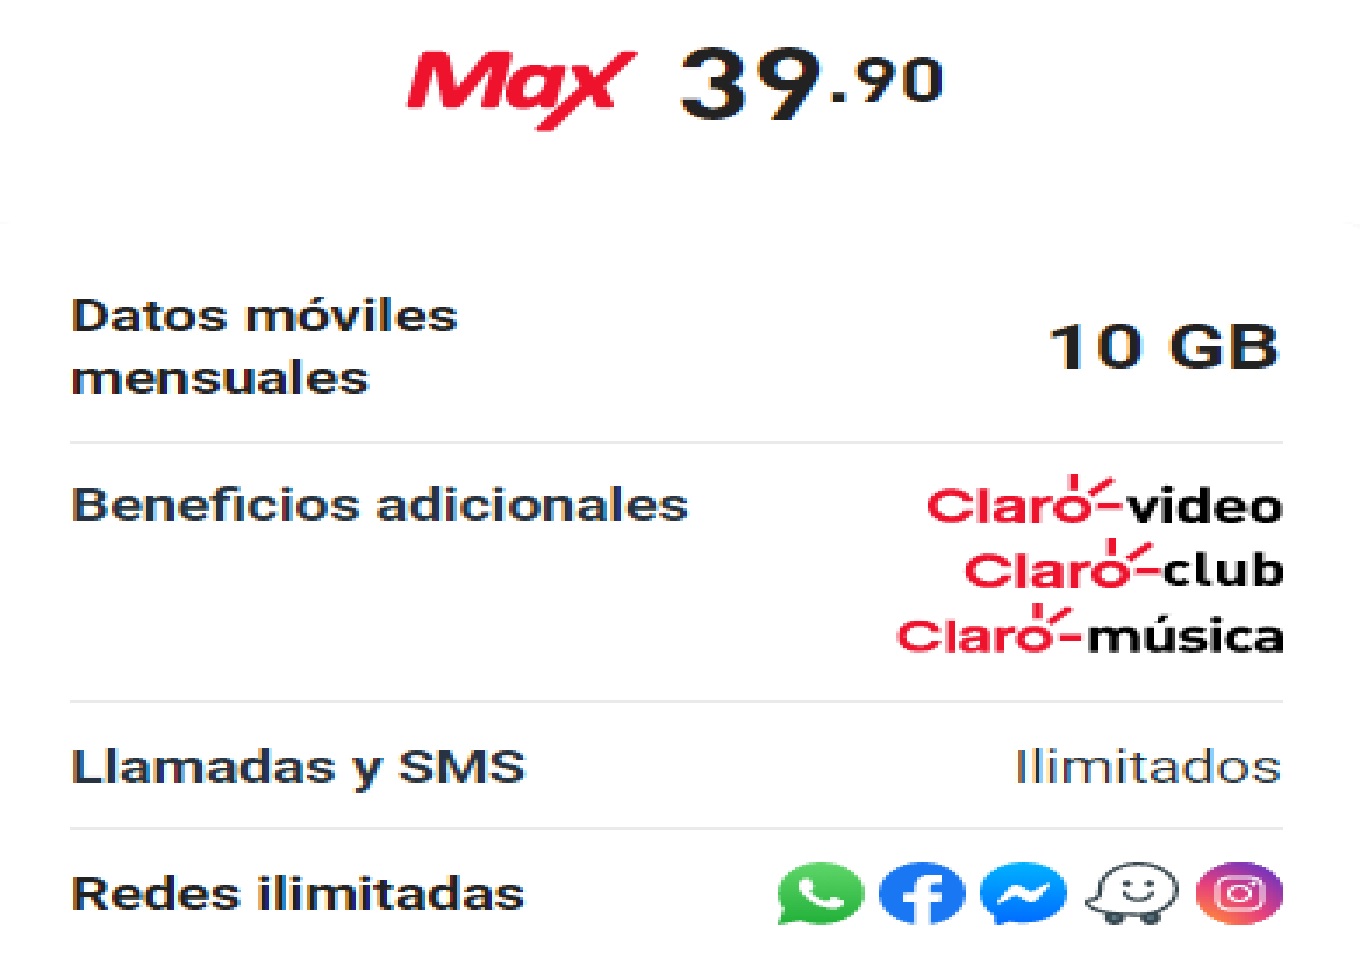 Max 39.90
Datos móviles
mensuales
10 GB
Beneficios adicionales
Claro-video
Claro-club
Claro-música
Llamadas y SMS
Ilimitados
Redes ilimitadas